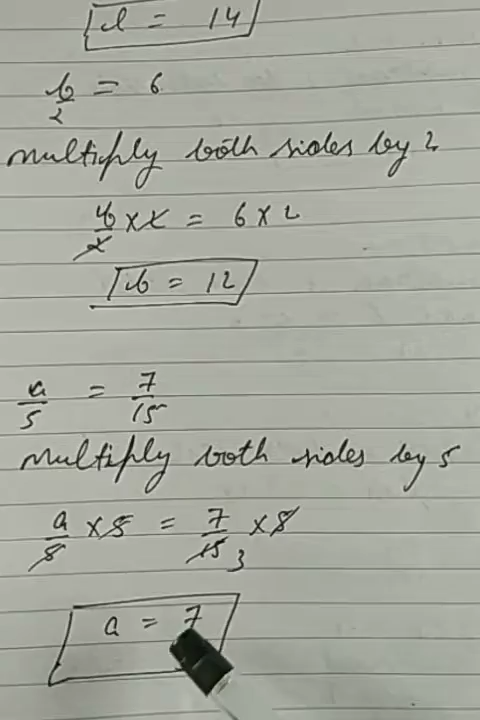 l = 14
b/2 = 6
Multiply both sides by 2
b/2 × 2 = 6 × 2
b = 12
a/5 = 7/15
Multiply both sides by 5
a/5 × 5 = 7/15 3 × 5
a = 7